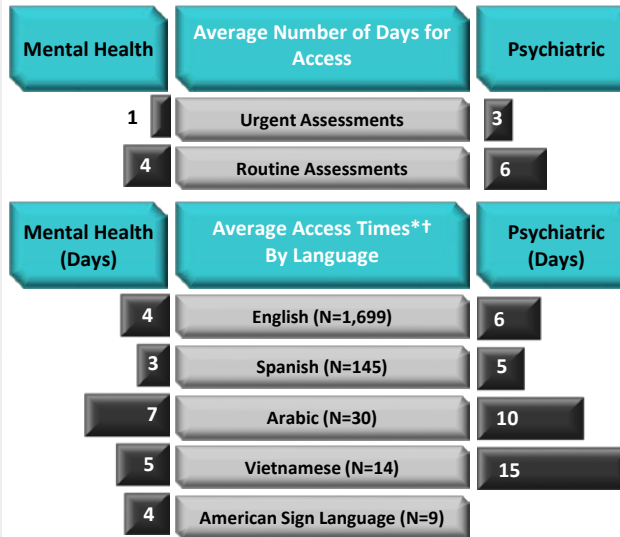 Mental Health
Average Number of Days for
Access
Psychiatric
1
Urgent Assessments
3
4
Routine Assessments
6
Mental Health
(Days)
Average Access Times*†
By Language
Psychiatric
(Days)
4
English (N=1,699)
6
3
Spanish (N=145)
5
7
Arabic (N=30)
10
5
Vietnamese (N=14)
15
4
American Sign Language (N=9)